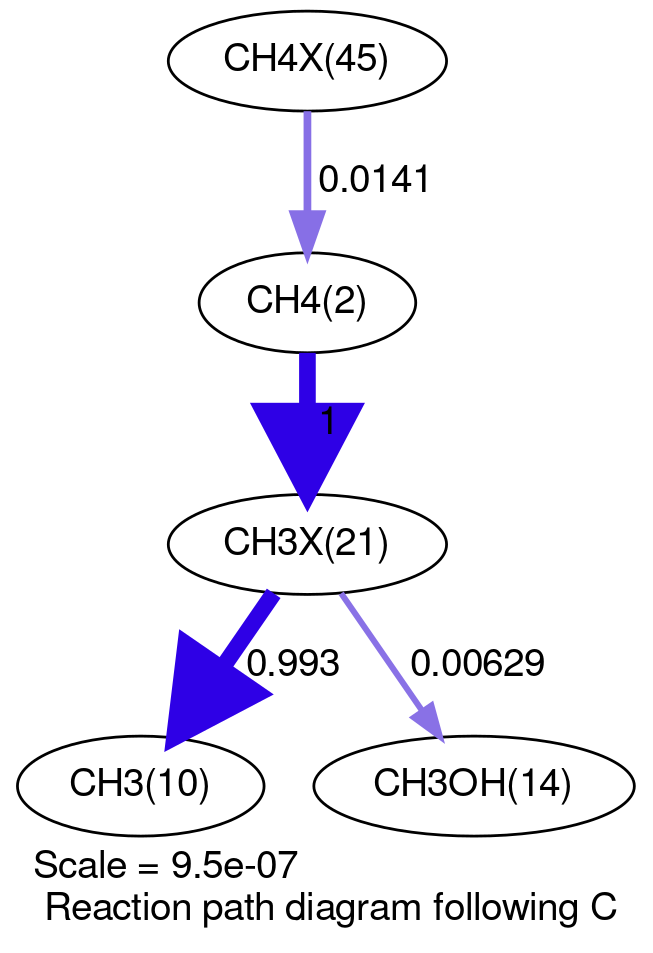 CH4X(45)
0.0141
CH4(2)
1
CH3X(21)
0.993
0.00629
CH3(10)
CH3OH(14)
Scale = 9.5e-07
Reaction path diagram following C